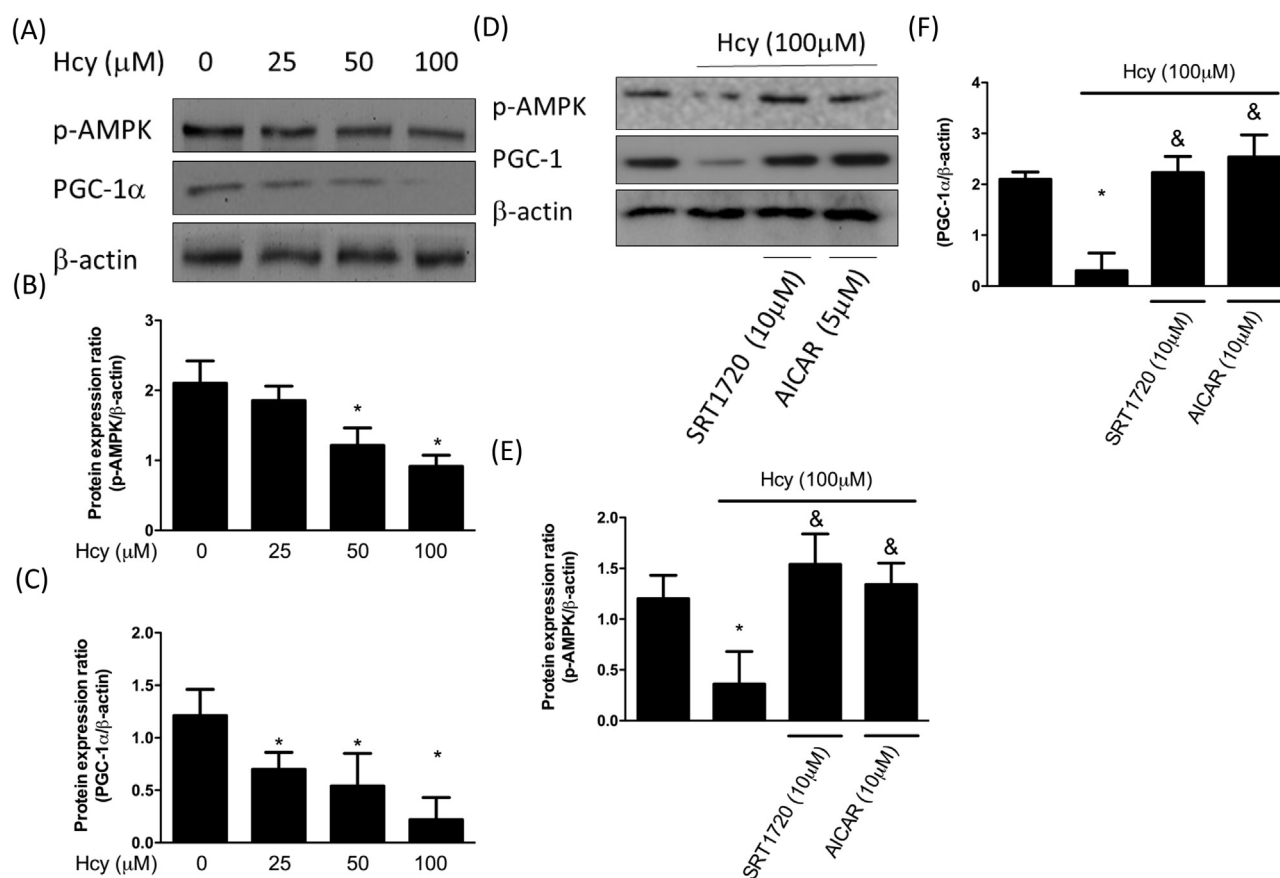 (A)
Hcy (μM) 0 25 50 100
p-AMPK
PGC-1α
β-actin
(B)
Protein expression ratio
(p-AMPK/β-actin)
3
2
1
0
Hcy (μM) 0 25 50 100
*
*
(C)
Protein expression ratio
(PGC-1α/β-actin)
2.0
1.5
1.0
0.5
0.0
Hcy (μM) 0 25 50 100
*
*
*
(D)
Hcy (100μM)
p-AMPK
PGC-1
β-actin
SRT1720 (10μM)
AICAR (5μM)
(E)
Hcy (100μM)
Protein expression ratio
(p-AMPK/β-actin)
2.0
1.5
1.0
0.5
0.0
*
&
&
SRT1720 (10μM)
AICAR (10μM)
(F)
Hcy (100μM)
(PGC-1α/β-actin)
4
3
2
1
0
*
&
&
SRT1720 (10μM)
AICAR (10μM)